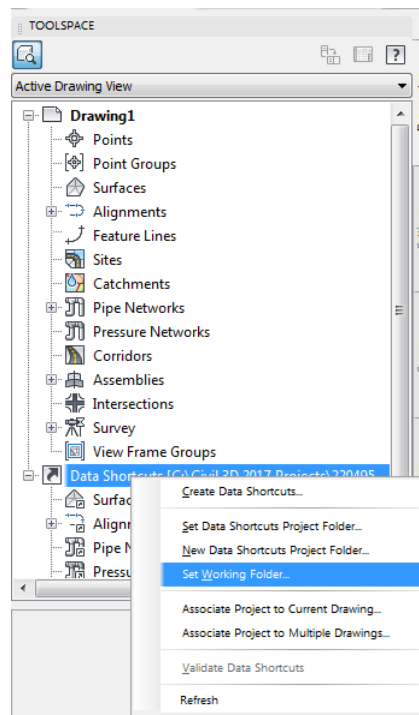 TOOLSPACE
?
Active Drawing View
Drawing1
Points
Point Groups
Surfaces
Alignments
Feature Lines
Sites
Catchments
Pipe Networks
Pressure Networks
Corridors
Assemblies
Intersections
Survey
View Frame Groups
Data Shortcuts [C:\Civil 3D 2017 Projects\220495
Surfac
Alignr
Pipe N
Pressu
Create Data Shortcuts...
Set Data Shortcuts Project Folder...
New Data Shortcuts Project Folder...
Set Working Folder...
Associate Project to Current Drawing...
Associate Project to Multiple Drawings...
Validate Data Shortcuts
Refresh